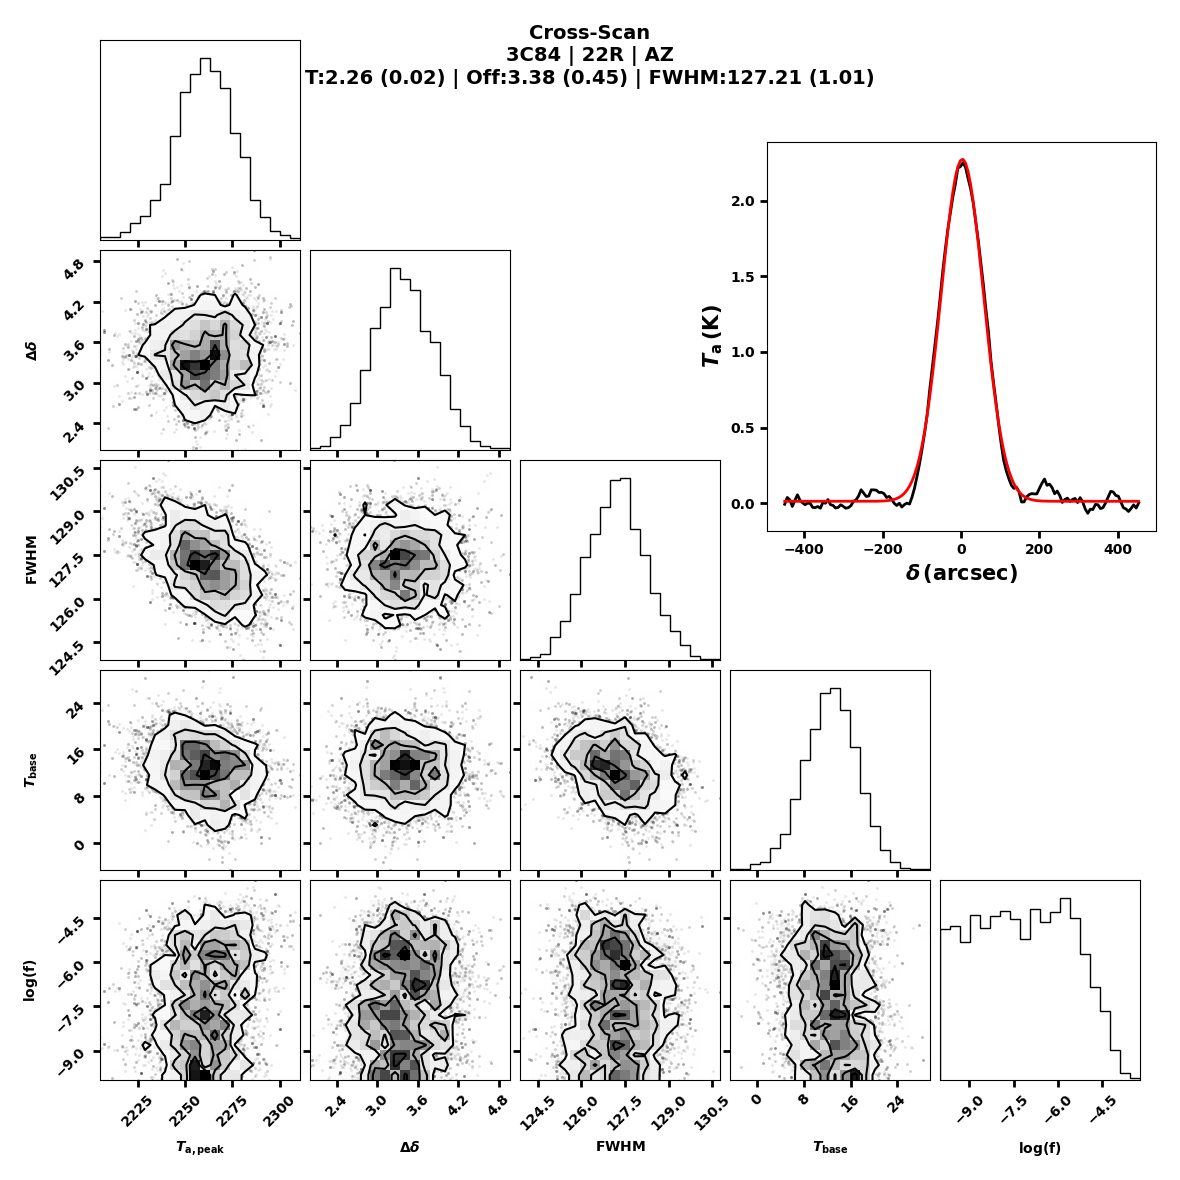 Cross-Scan
3C84 | 22R | AZ
T:2.26 (0.02) | Off:3.38 (0.45) | FWHM:127.21 (1.01)
2.0
1.5
1.0
0.5
0.0
T_a (K)
−400 −200 0 200 400
δ (arcsec)
4.8
4.2
3.6
3.0
2.4
Δδ
130.5
129.0
127.5
126.0
124.5
FWHM
24
16
8
0
T_base
−4.5
−6.0
−7.5
−9.0
log(f)
2225 2250 2275 2300
2.4 3.0 3.6 4.2 4.8
124.5 126.0 127.5 129.0 130.5
0 8 16 24
−9.0 −7.5 −6.0 −4.5
T_a,peak
Δδ
FWHM
T_base
log(f)